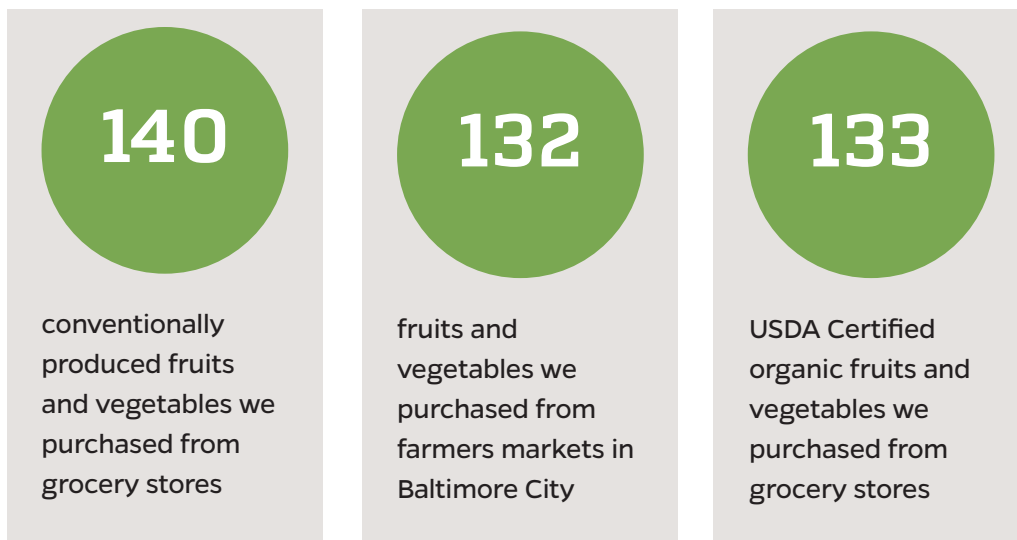 140
conventionally
produced fruits
and vegetables we
purchased from
grocery stores
132
fruits and
vegetables we
purchased from
farmers markets in
Baltimore City
133
USDA Certified
organic fruits and
vegetables we
purchased from
grocery stores